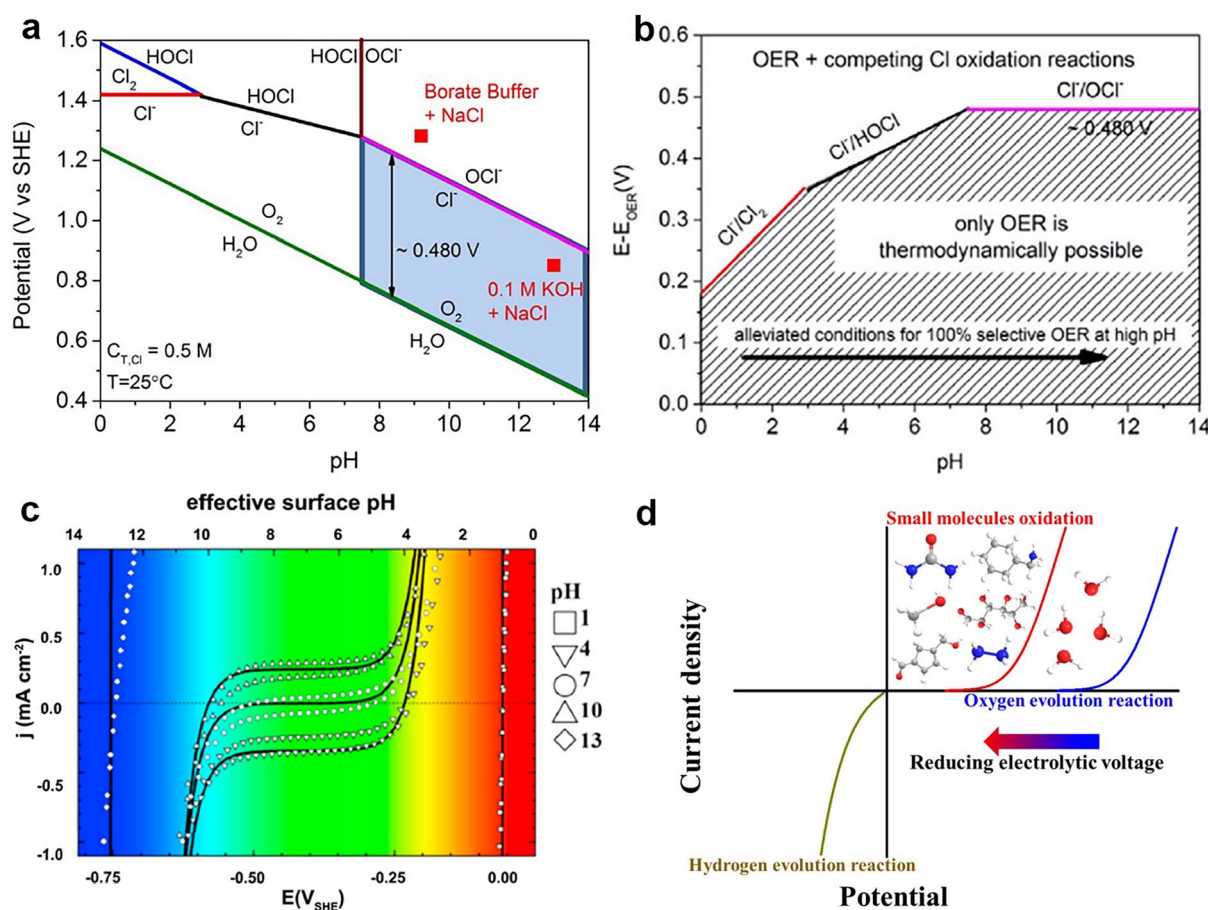 a
1.6
1.4
1.2
1.0
0.8
0.6
0.4
Potential (V vs SHE)
HOCl
Cl₂
Cl⁻
HOCl
Cl⁻
HOCl
OCl⁻
Borate Buffer
+ NaCl
OCl⁻
Cl⁻
~ 0.480 V
O₂
H₂O
0.1 M KOH
+ NaCl
O₂
H₂O
C_T,Cl = 0.5 M
T=25°C
0 2 4 6 8 10 12 14
pH
b
0.6
0.5
0.4
0.3
0.2
0.1
0.0
E-E_OER(V)
OER + competing Cl oxidation reactions
Cl⁻/OCl⁻
~ 0.480 V
Cl⁻/HOCl
Cl⁻/Cl₂
only OER is
thermodynamically possible
alleviated conditions for 100% selective OER at high pH
0 2 4 6 8 10 12 14
pH
c
effective surface pH
14 12 10 8 6 4 2 0
0.5
0.0
-0.5
-1.0
j (mA cm⁻²)
pH
1
4
7
10
13
-0.75 -0.50 -0.25 0.00
E(V_SHE)
d
Small molecules oxidation
Oxygen evolution reaction
Reducing electrolytic voltage
Hydrogen evolution reaction
Current density
Potential